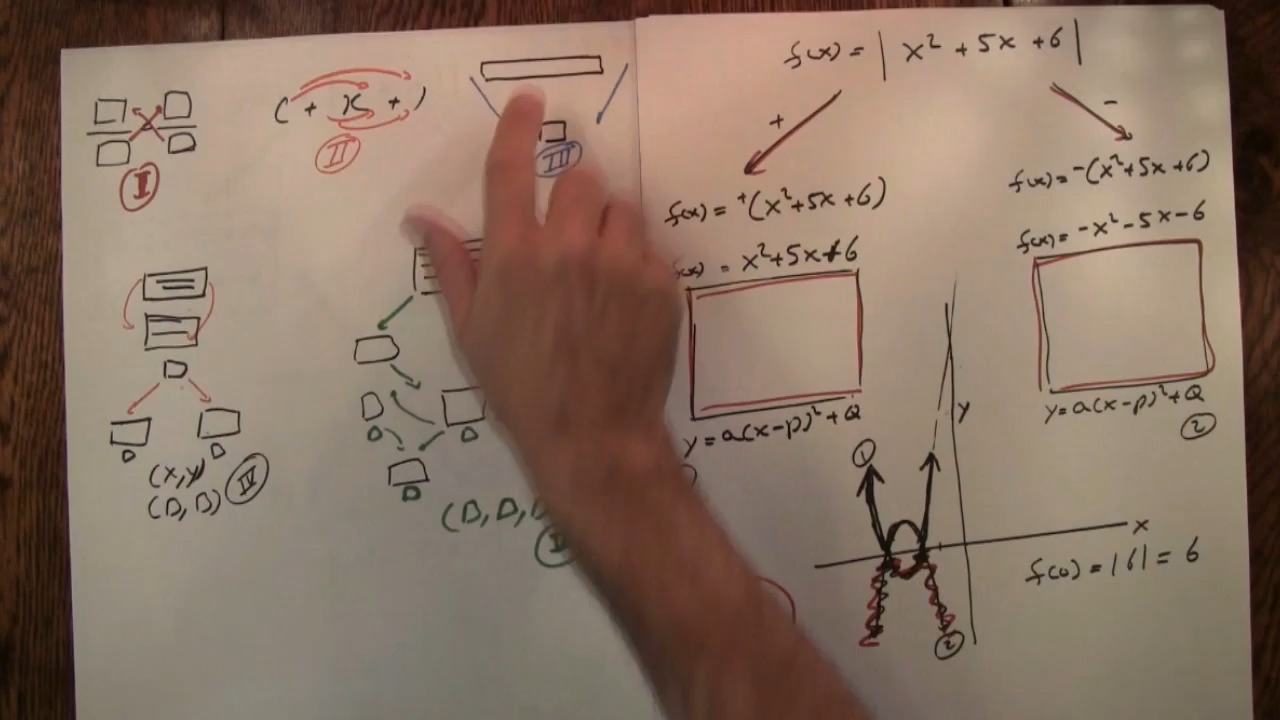 ( + x + )
I
II
III
(x,y)
(D, D)
IV
(D, D, D
f(x) = | x² + 5x + 6 |
+
-
f(x) = +(x² + 5x + 6)
f(x) = -(x² + 5x + 6)
f(x) = x² + 5x + 6
f(x) = -x² - 5x - 6
y = a(x-p)² + Q
y = a(x-p)² + Q
2
1
y
x
f(0) = |6| = 6
2